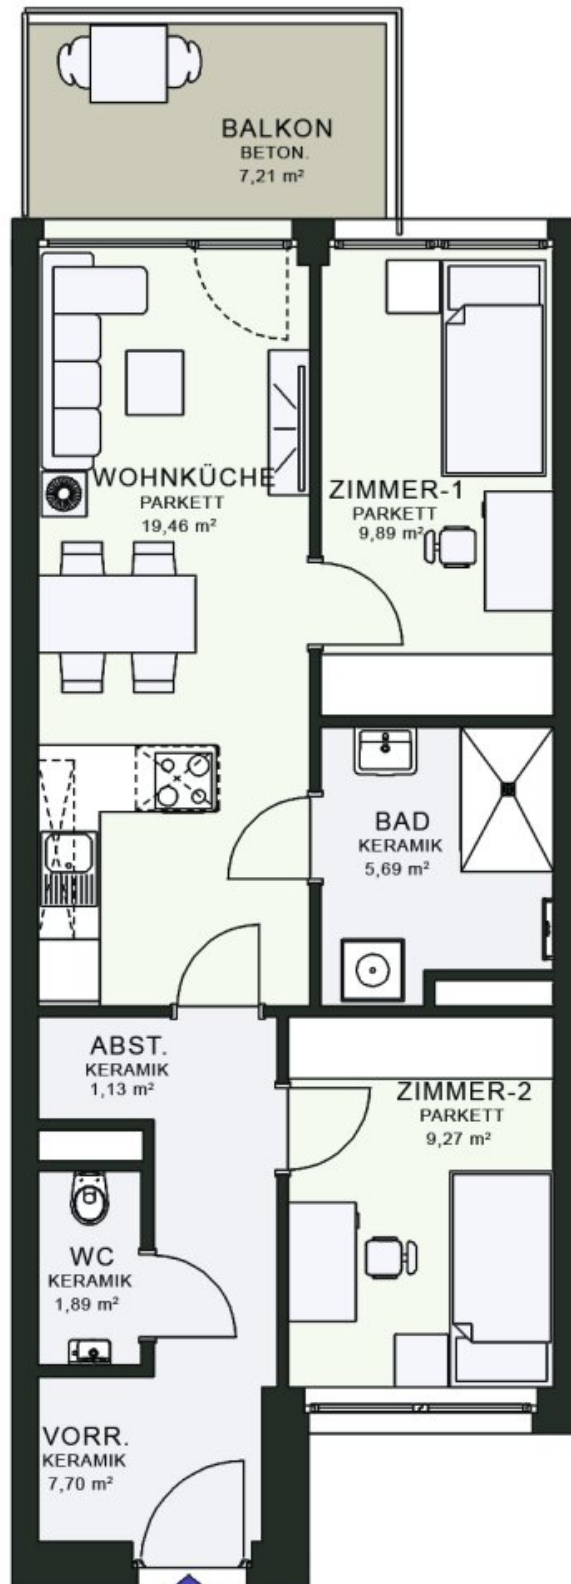 BALKON
BETON.
7,21 m²
WOHNKÜCHE
PARKETT
19,46 m²
ZIMMER-1
PARKETT
9,89 m²
BAD
KERAMIK
5,69 m²
ABST.
KERAMIK
1,13 m²
ZIMMER-2
PARKETT
9,27 m²
WC
KERAMIK
1,89 m²
VORR.
KERAMIK
7,70 m²